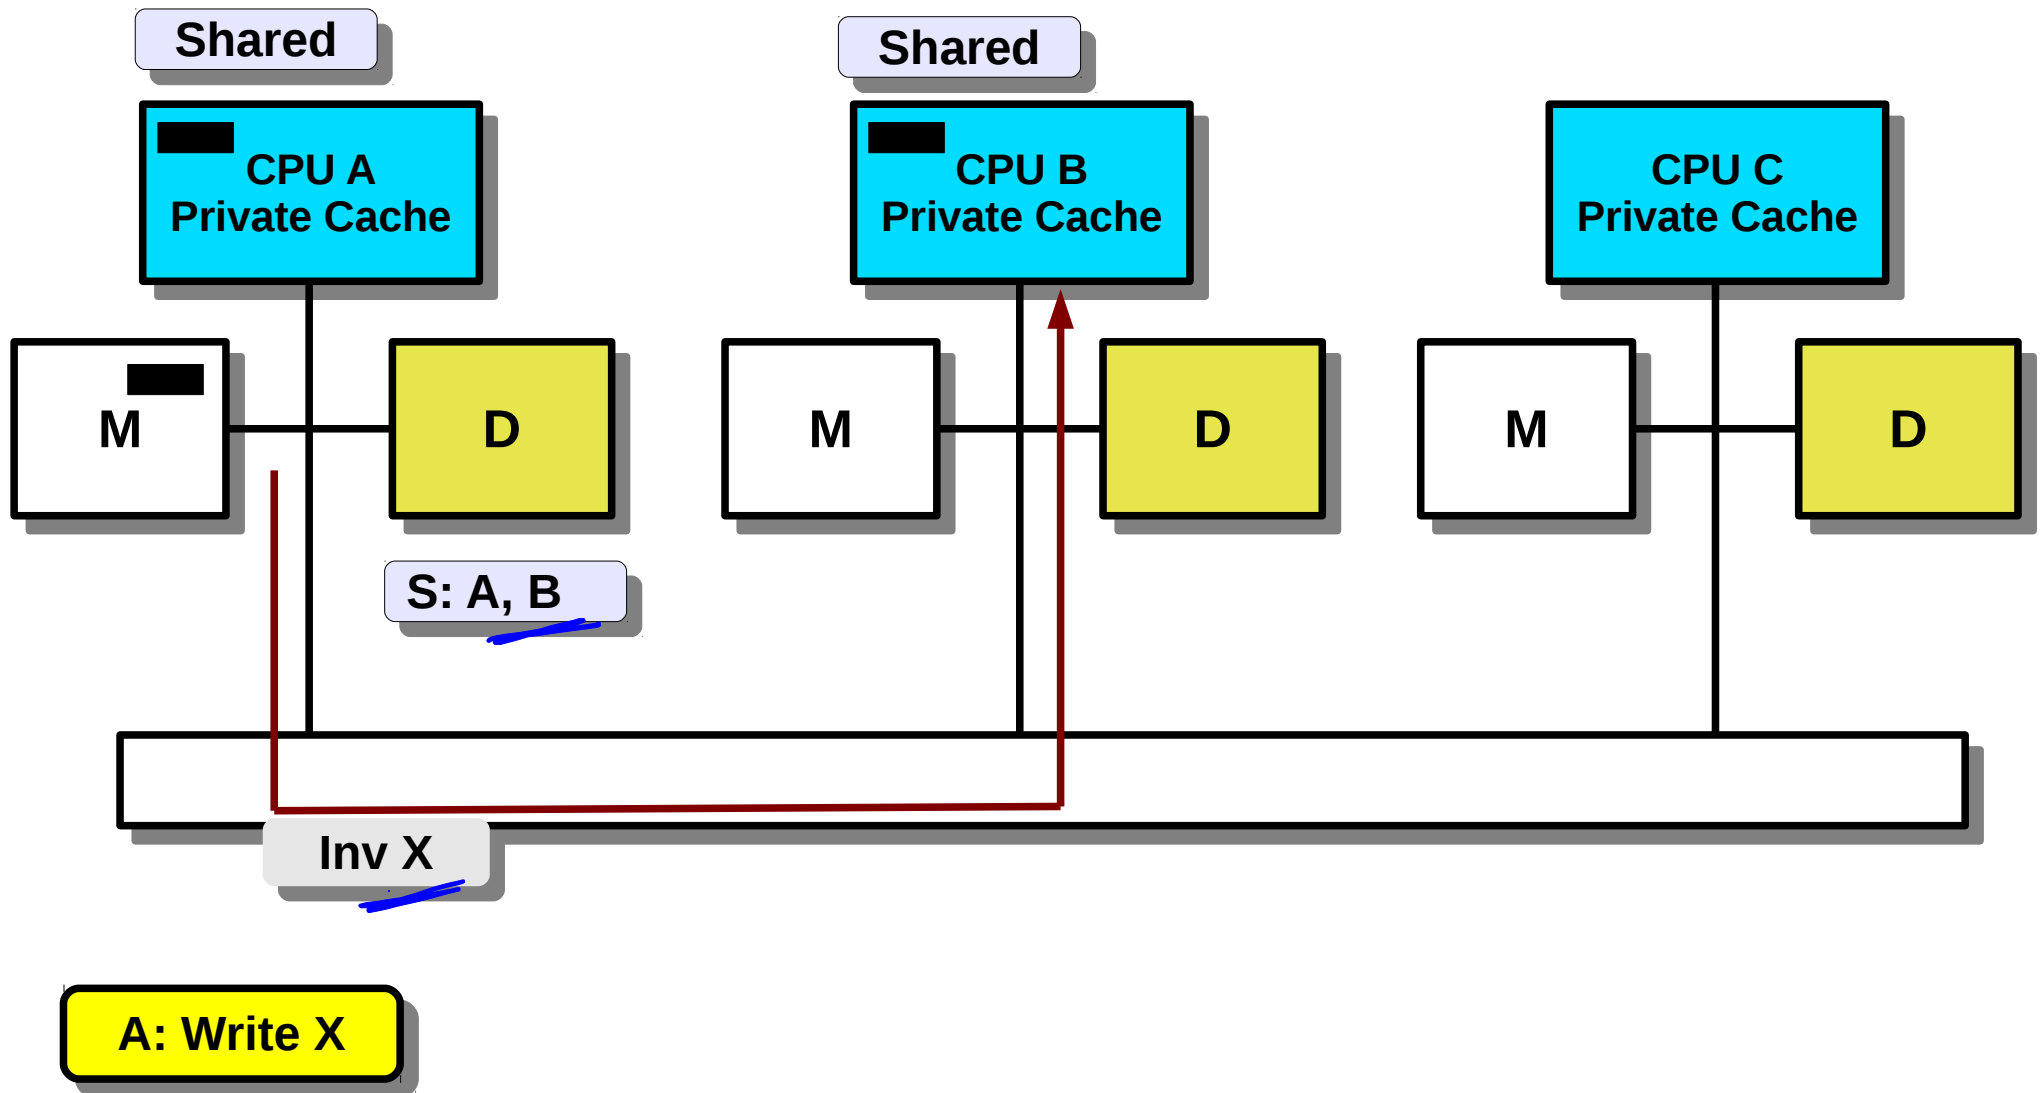 Shared
Shared
CPU A
Private Cache
CPU B
Private Cache
CPU C
Private Cache
M
D
M
D
M
D
S: A, B
Inv X
A: Write X